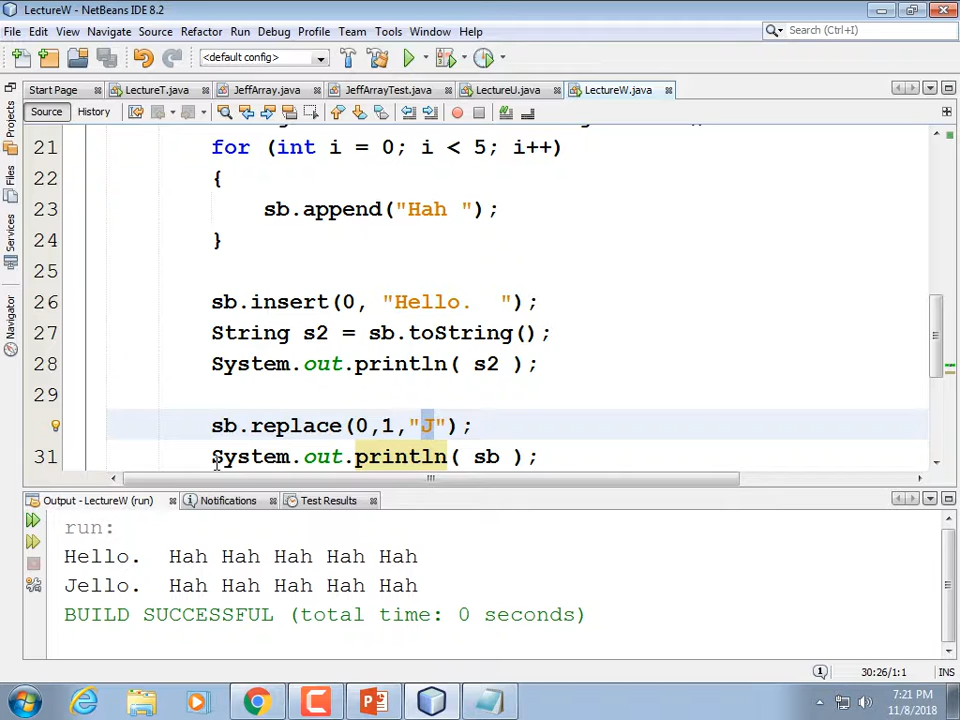 LectureW - NetBeans IDE 8.2
File Edit View Navigate Source Refactor Run Debug Profile Team Tools Window Help
Search (Ctrl+I)
<default config>
Start Page LectureT.java JeffArray.java JeffArrayTest.java LectureU.java LectureW.java
Source History
Projects
Files
Services
Navigator
21 for (int i = 0; i < 5; i++)
22 {
23 sb.append("Hah ");
24 }
25
26 sb.insert(0, "Hello.  ");
27 String s2 = sb.toString();
28 System.out.println( s2 );
29
sb.replace(0,1,"J");
31 System.out.println( sb );
Output - LectureW (run) Notifications Test Results
run:
Hello.  Hah Hah Hah Hah Hah
Jello.  Hah Hah Hah Hah Hah
BUILD SUCCESSFUL (total time: 0 seconds)
30:26/1:1 INS
7:21 PM
11/8/2018